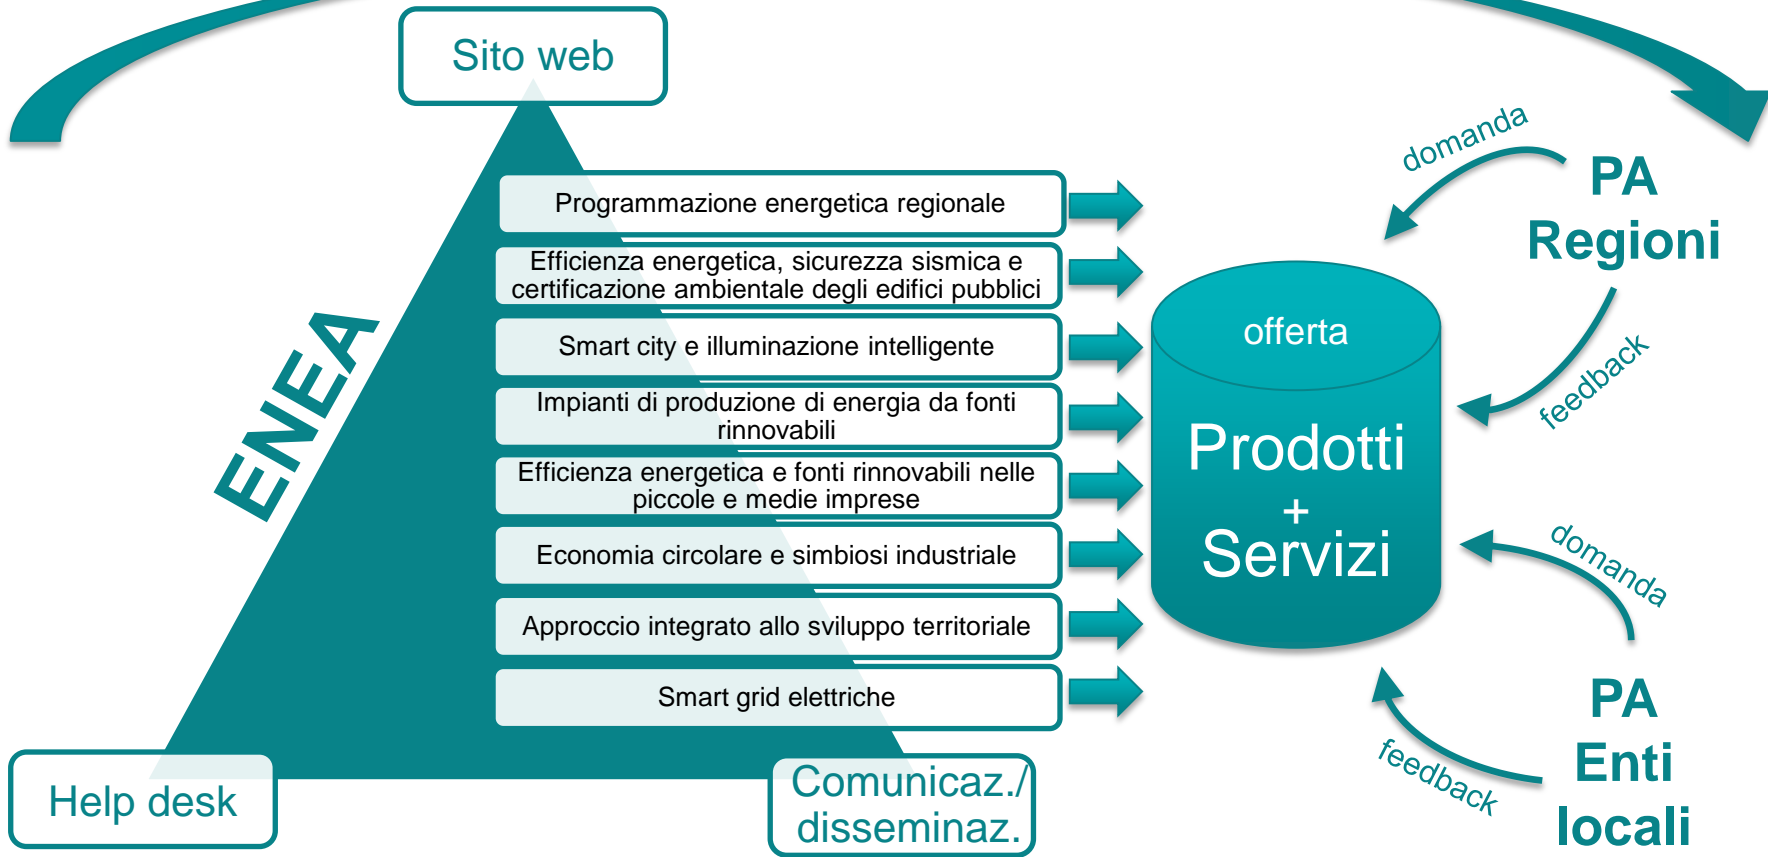 Sito web
ENEA
Programmazione energetica regionale
Efficienza energetica, sicurezza sismica e
certificazione ambientale degli edifici pubblici
Smart city e illuminazione intelligente
Impianti di produzione di energia da fonti
rinnovabili
Efficienza energetica e fonti rinnovabili nelle
piccole e medie imprese
Economia circolare e simbiosi industriale
Approccio integrato allo sviluppo territoriale
Smart grid elettriche
Help desk
Comunicaz./
disseminaz.
offerta
Prodotti
+
Servizi
domanda
PA
Regioni
feedback
domanda
PA
Enti
locali
feedback